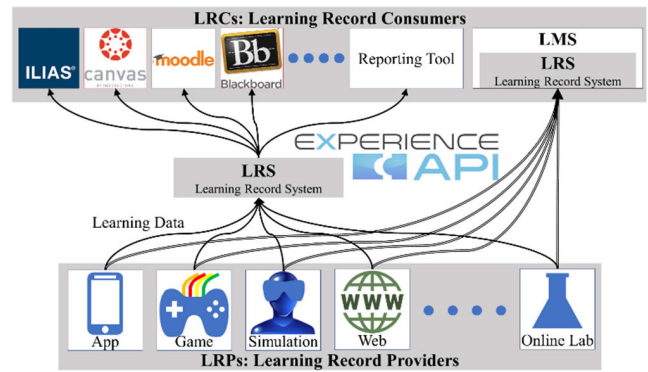 LRCs: Learning Record Consumers
ILIAS®
canvas
moodle
Bb
Blackboard
Reporting Tool
LMS
LRS
Learning Record System
EXPERIENCE
API
LRS
Learning Record System
Learning Data
App
Game
Simulation
WWW
Web
Online Lab
LRPs: Learning Record Providers